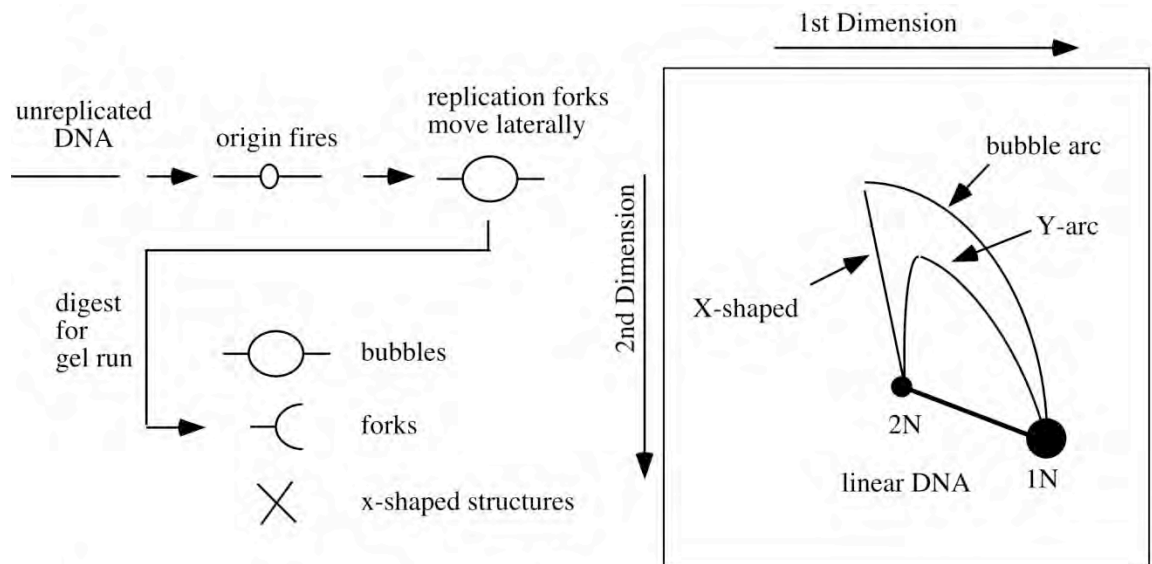 unreplicated
DNA
origin fires
replication forks
move laterally
digest
for
gel run
bubbles
forks
x-shaped structures
1st Dimension
2nd Dimension
bubble arc
Y-arc
X-shaped
2N
1N
linear DNA